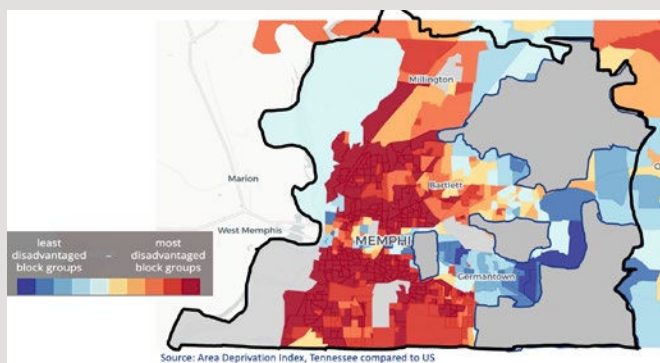 Millington
Marion
Bartlett
West Memphis
MEMPHI
Germantown
least
disadvantaged
block groups
-
most
disadvantaged
block groups
Source: Area Deprivation Index, Tennessee compared to US